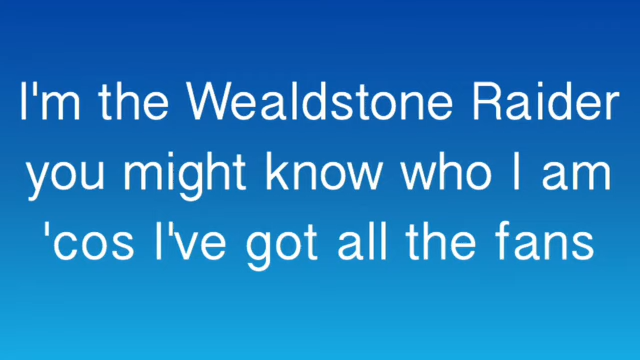 I'm the Wealdstone Raider
you might know who I am
'cos I've got all the fans